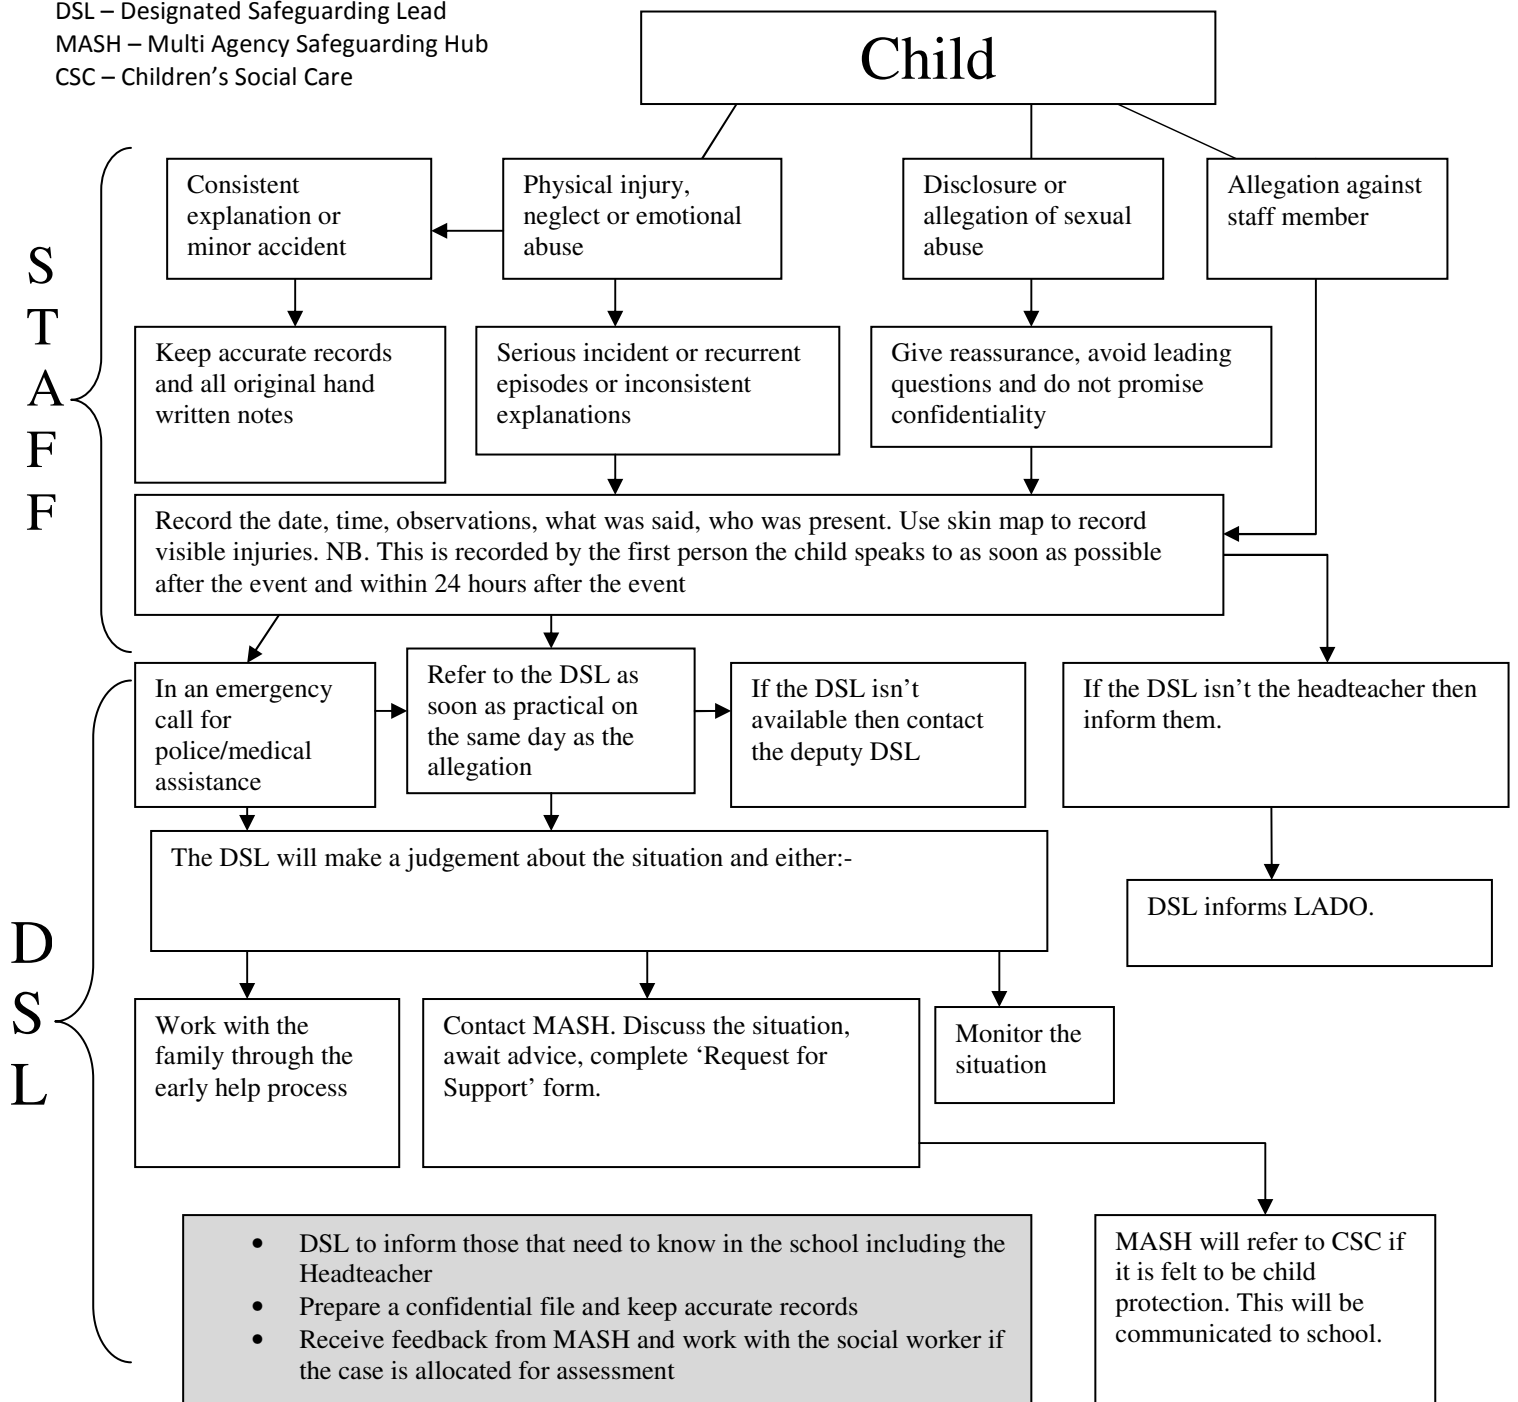 DSL – Designated Safeguarding Lead
MASH – Multi Agency Safeguarding Hub
CSC – Children's Social Care
Child
Consistent
explanation or
minor accident
Physical injury,
neglect or emotional
abuse
Disclosure or
allegation of sexual
abuse
Allegation against
staff member
S
T
A
F
F
Keep accurate records
and all original hand
written notes
Serious incident or recurrent
episodes or inconsistent
explanations
Give reassurance, avoid leading
questions and do not promise
confidentiality
Record the date, time, observations, what was said, who was present. Use skin map to record
visible injuries. NB. This is recorded by the first person the child speaks to as soon as possible
after the event and within 24 hours after the event
In an emergency
call for
police/medical
assistance
Refer to the DSL as
soon as practical on
the same day as the
allegation
If the DSL isn't
available then contact
the deputy DSL
If the DSL isn't the headteacher then
inform them.
The DSL will make a judgement about the situation and either:-
DSL informs LADO.
D
S
L
Work with the
family through the
early help process
Contact MASH. Discuss the situation,
await advice, complete 'Request for
Support' form.
Monitor the
situation
• DSL to inform those that need to know in the school including the
Headteacher
• Prepare a confidential file and keep accurate records
• Receive feedback from MASH and work with the social worker if
the case is allocated for assessment
MASH will refer to CSC if
it is felt to be child
protection. This will be
communicated to school.